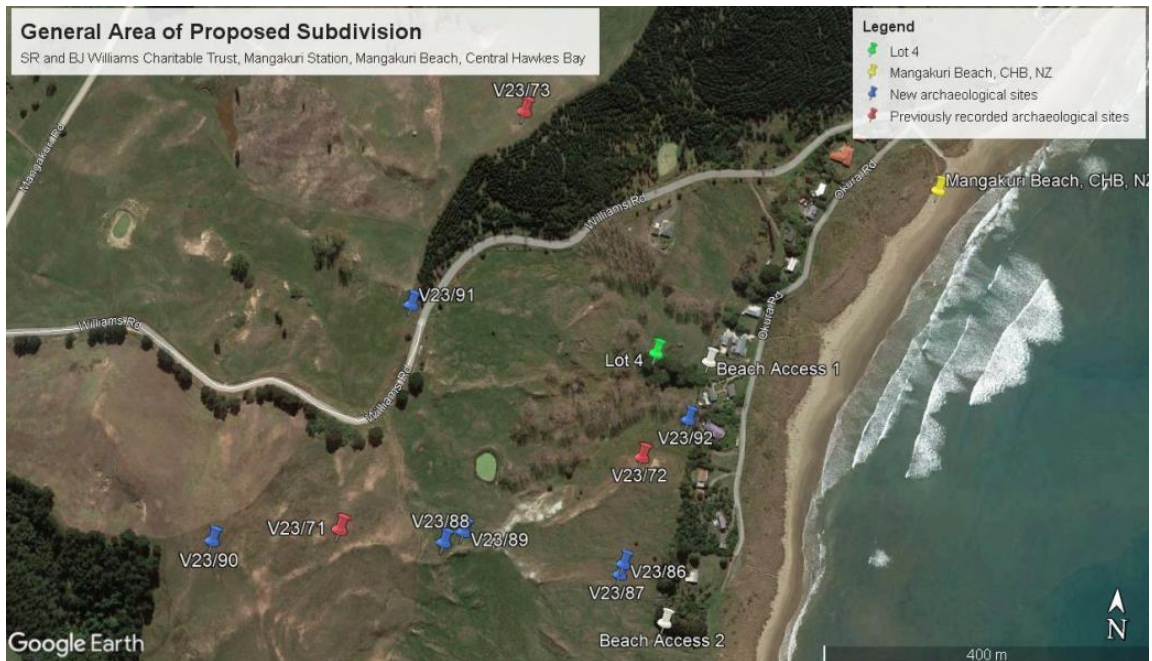 General Area of Proposed Subdivision
SR and BJ Williams Charitable Trust, Mangakuri Station, Mangakuri Beach, Central Hawkes Bay
Legend
Lot 4
Mangakuri Beach, CHB, NZ
New archaeological sites
Previously recorded archaeological sites
V23/73
Mangakuri Rd
Okura Rd
Mangakuri Beach, CHB, NZ
Williams Rd
V23/91
Williams Rd
Okura Rd
Lot 4
Beach Access 1
Williams Rd
V23/92
V23/72
V23/71
V23/88
V23/89
V23/90
V23/86
V23/87
Beach Access 2
Google Earth
N
400 m